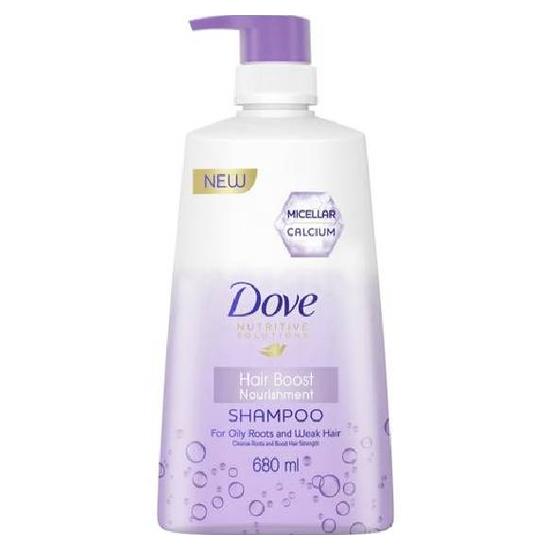 NEW
MICELLAR
CALCIUM
Dove
NUTRITIVE
SOLUTIONS
Hair Boost
Nourishment
SHAMPOO
For Oily Roots and Weak Hair
Cleanse Roots and Boost Hair Strength
680 ml